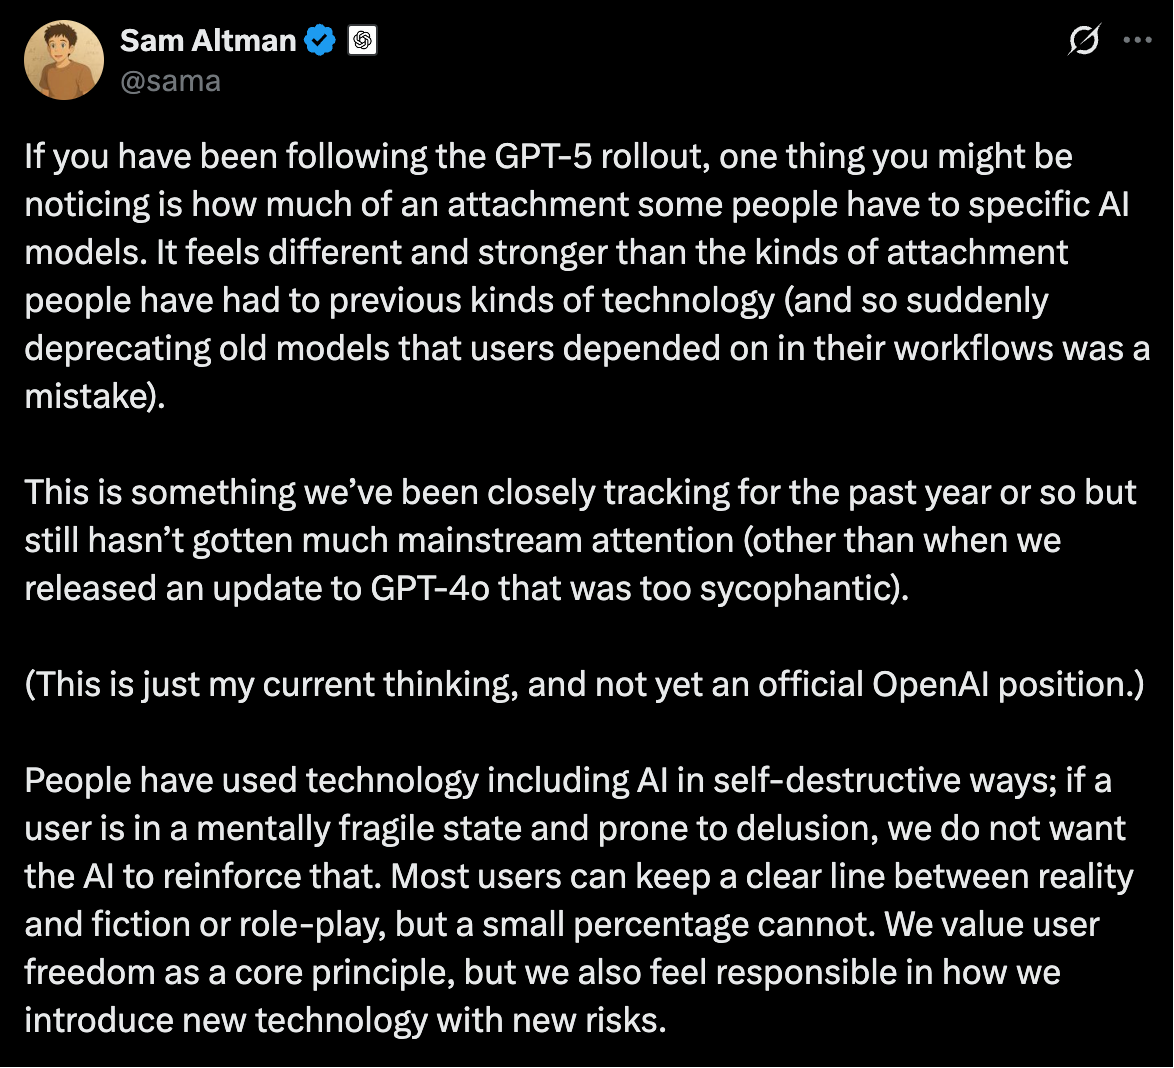 Sam Altman
@sama
If you have been following the GPT-5 rollout, one thing you might be
noticing is how much of an attachment some people have to specific AI
models. It feels different and stronger than the kinds of attachment
people have had to previous kinds of technology (and so suddenly
deprecating old models that users depended on in their workflows was a
mistake).
This is something we’ve been closely tracking for the past year or so but
still hasn’t gotten much mainstream attention (other than when we
released an update to GPT-4o that was too sycophantic).
(This is just my current thinking, and not yet an official OpenAI position.)
People have used technology including AI in self-destructive ways; if a
user is in a mentally fragile state and prone to delusion, we do not want
the AI to reinforce that. Most users can keep a clear line between reality
and fiction or role-play, but a small percentage cannot. We value user
freedom as a core principle, but we also feel responsible in how we
introduce new technology with new risks.